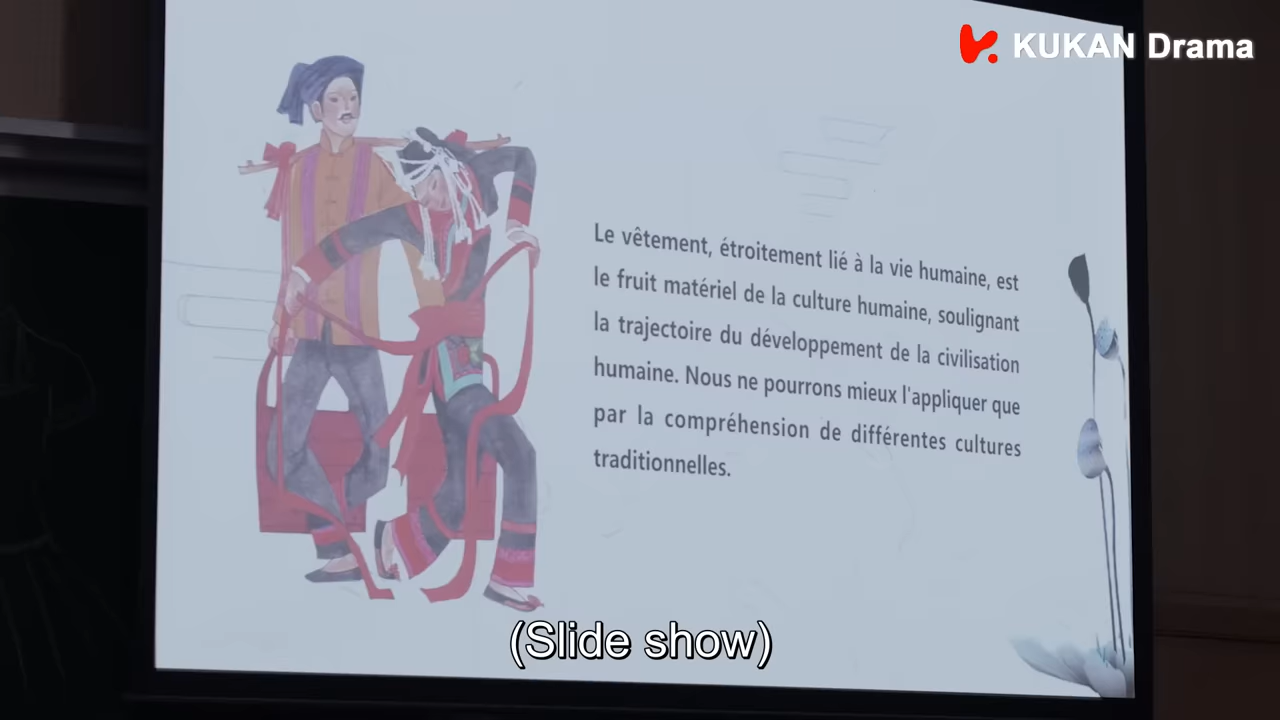 KUKAN Drama
Le vêtement, étroitement lié à la vie humaine, est
le fruit matériel de la culture humaine, soulignant
la trajectoire du développement de la civilisation
humaine. Nous ne pourrons mieux l'appliquer que
par la compréhension de différentes cultures
traditionnelles.
(Slide show)